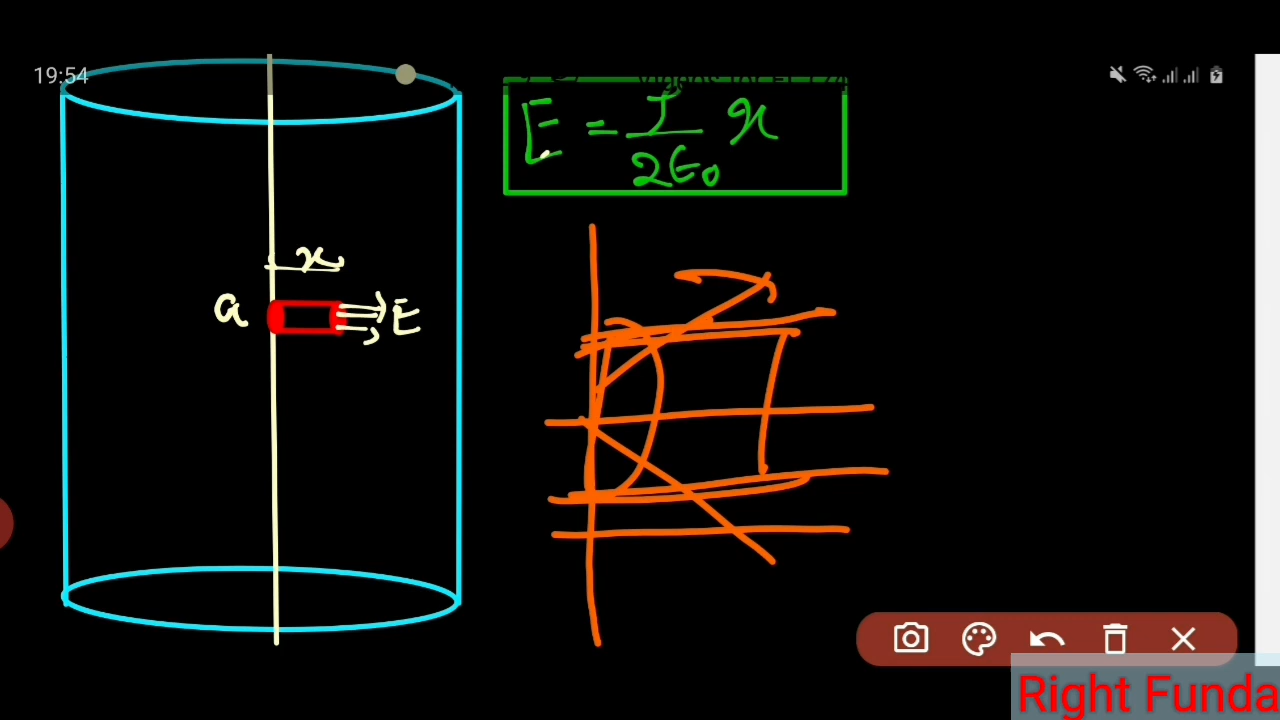 19:54
E = ρ/2ϵ₀ x
x
a
E
Right Funda